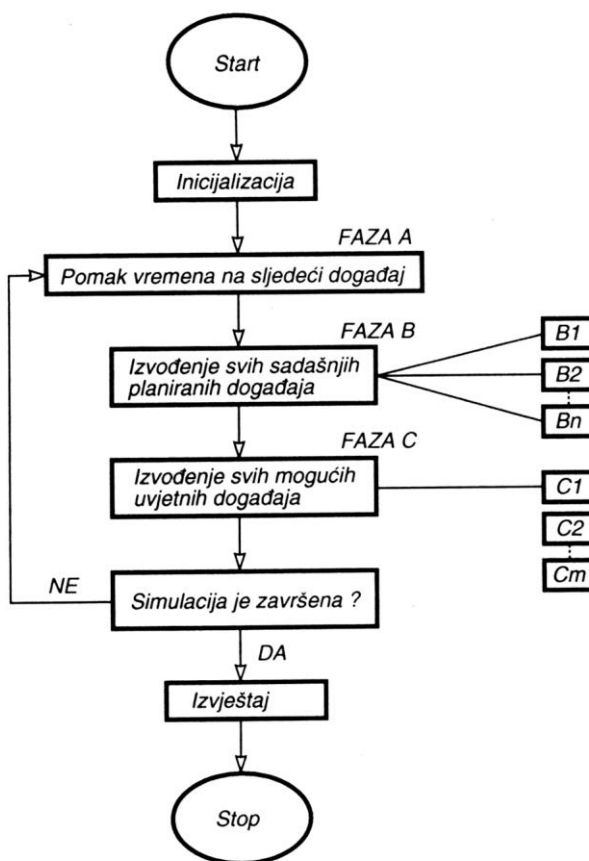 Start
Inicijalizacija
FAZA A
Pomak vremena na sljedeći događaj
FAZA B
Izvođenje svih sadašnjih
planiranih događaja
B1
B2
Bn
FAZA C
Izvođenje svih mogućih
uvjetnih događaja
C1
C2
Cm
NE
Simulacija je završena ?
DA
Izvještaj
Stop